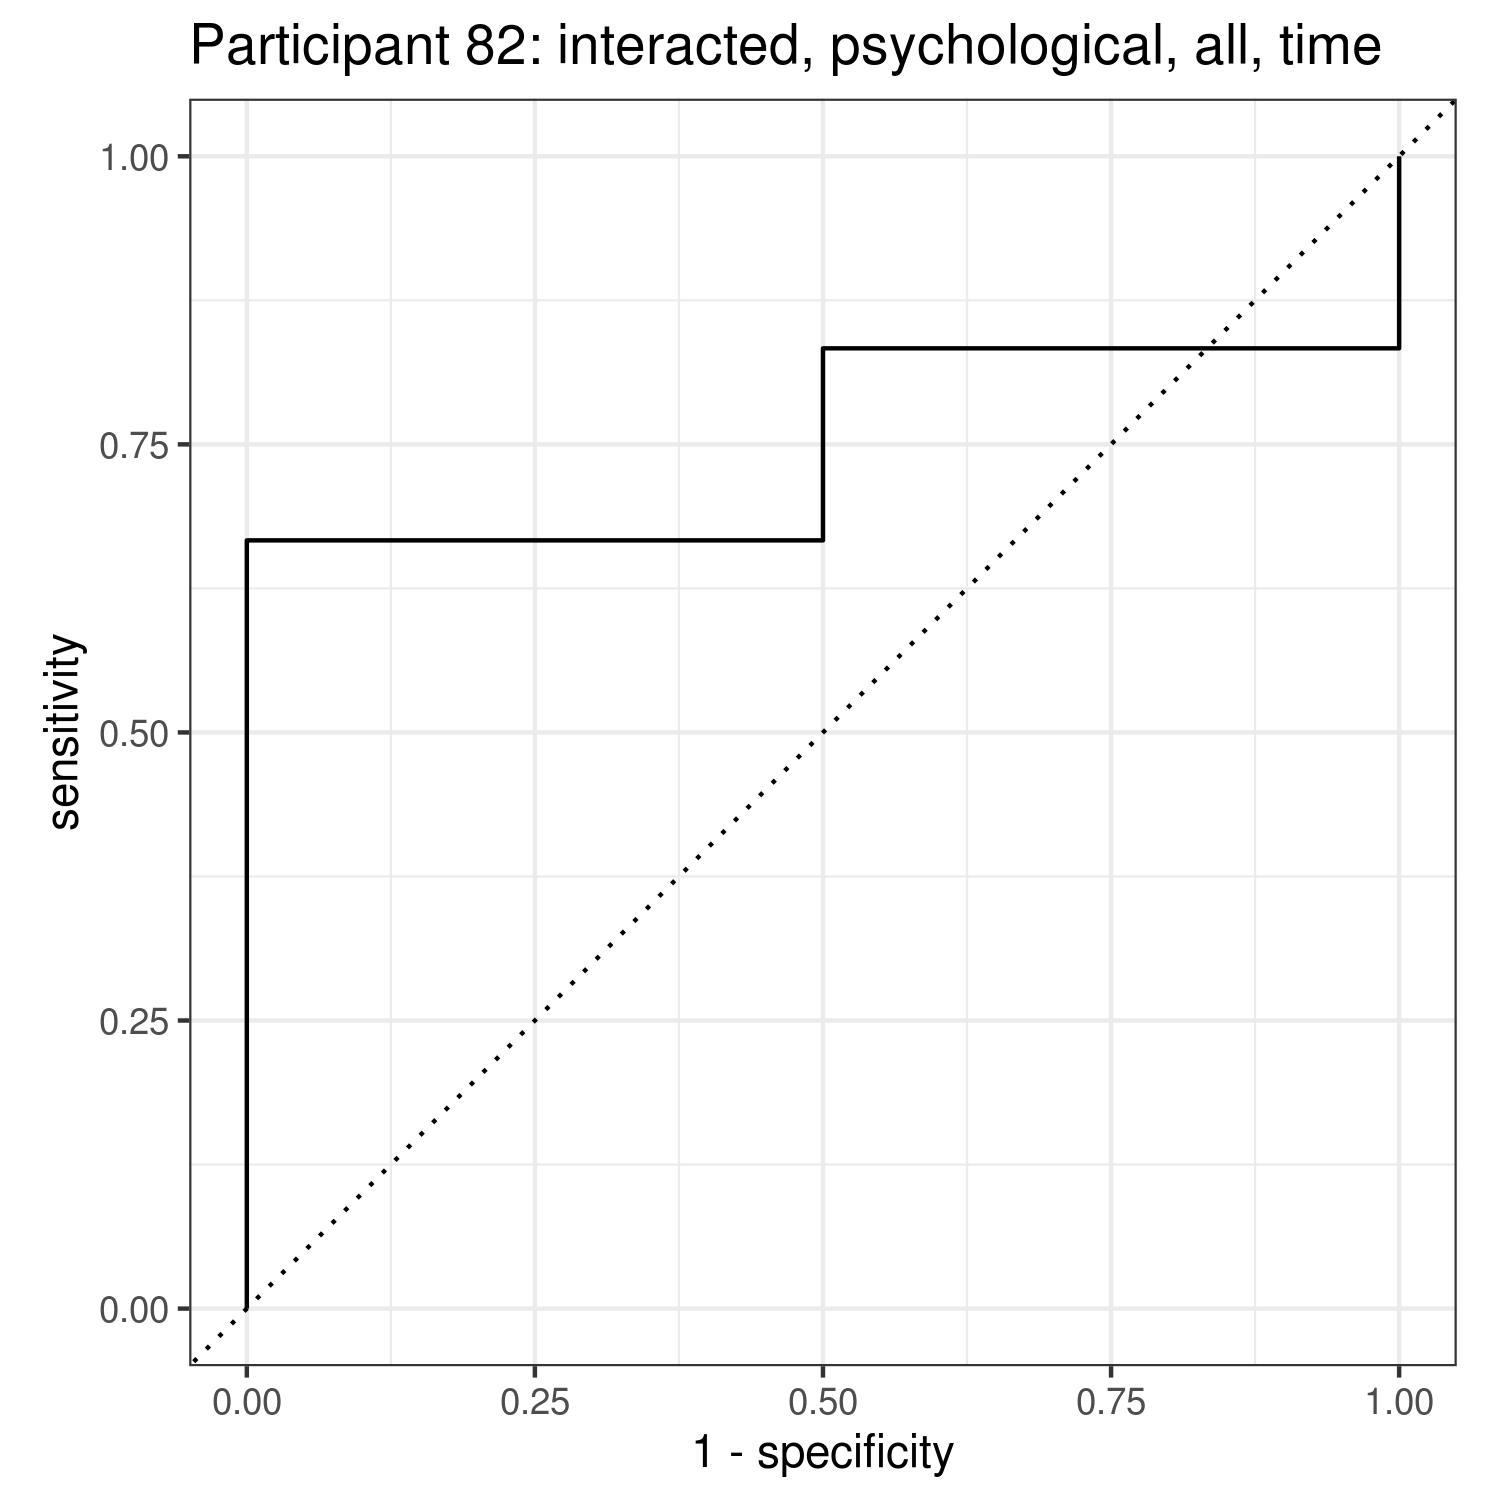 Participant 82: interacted, psychological, all, time
1.00
0.75
0.50
0.25
0.00
sensitivity
0.00 0.25 0.50 0.75 1.00
1 - specificity